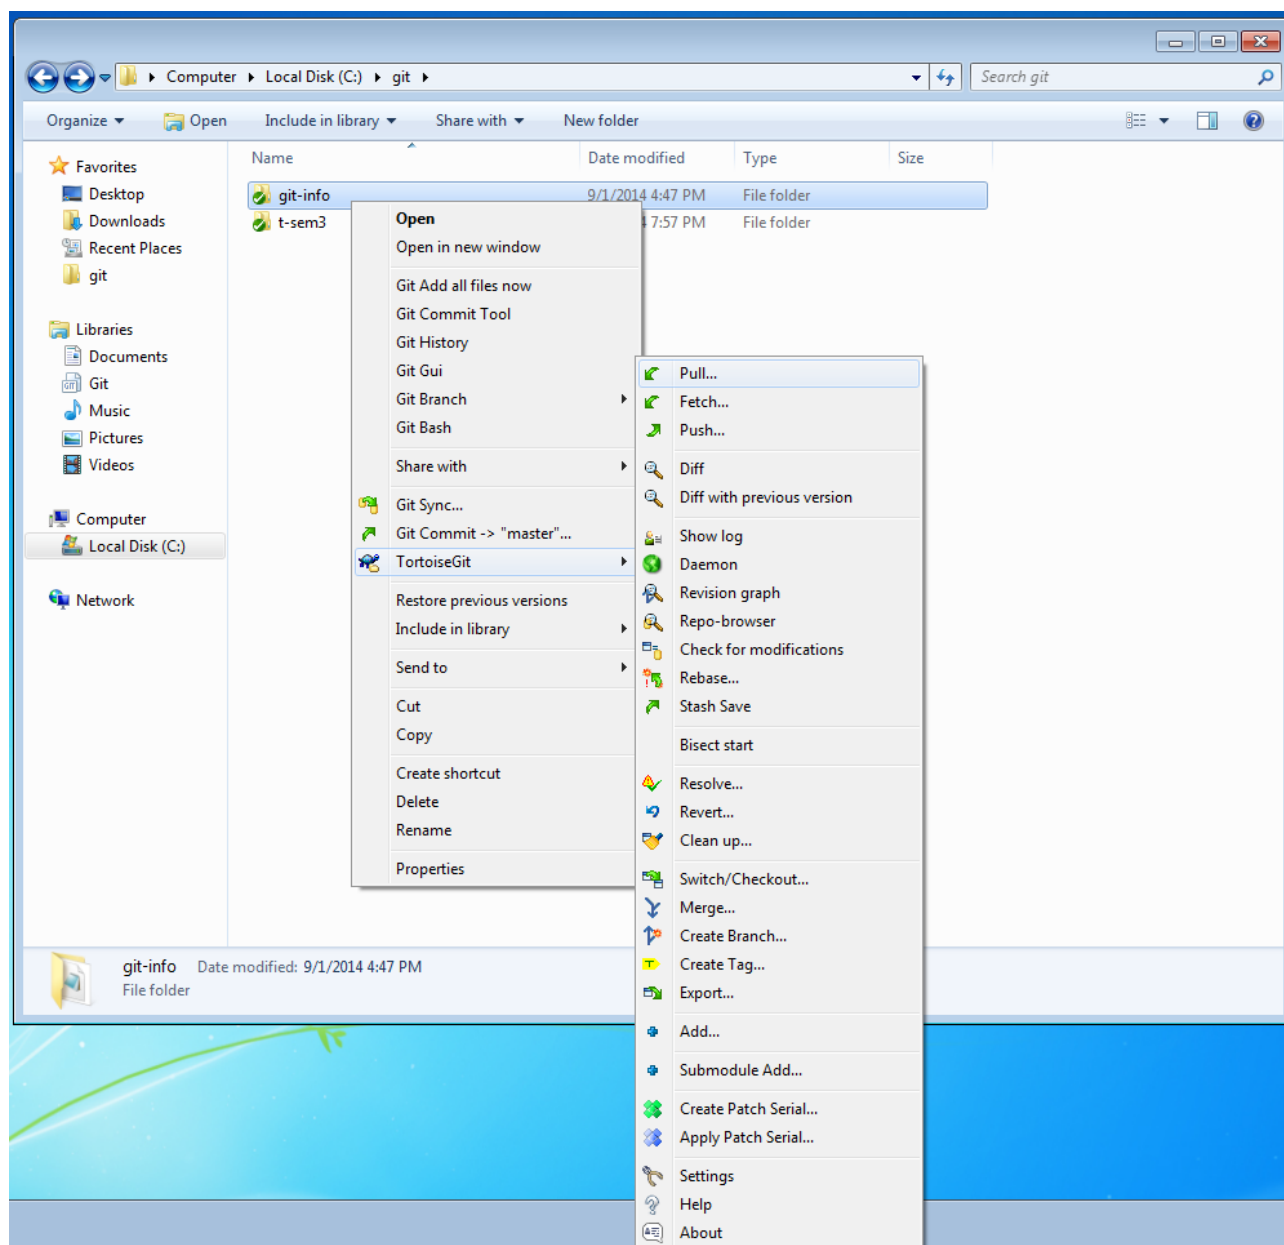 Computer Local Disk (C:) git
Search git
Organize Open Include in library Share with New folder
Name Date modified Type Size
git-info 9/1/2014 4:47 PM File folder
t-sem3 4 7:57 PM File folder
Favorites
Desktop
Downloads
Recent Places
git
Libraries
Documents
Git
Music
Pictures
Videos
Computer
Local Disk (C:)
Network
Open
Open in new window
Git Add all files now
Git Commit Tool
Git History
Git Gui
Git Branch
Git Bash
Share with
Git Sync...
Git Commit -> "master"...
TortoiseGit
Restore previous versions
Include in library
Send to
Cut
Copy
Create shortcut
Delete
Rename
Properties
Pull...
Fetch...
Push...
Diff
Diff with previous version
Show log
Daemon
Revision graph
Repo-browser
Check for modifications
Rebase...
Stash Save
Bisect start
Resolve...
Revert...
Clean up...
Switch/Checkout...
Merge...
Create Branch...
Create Tag...
Export...
Add...
Submodule Add...
Create Patch Serial...
Apply Patch Serial...
Settings
Help
About
git-info Date modified: 9/1/2014 4:47 PM
File folder